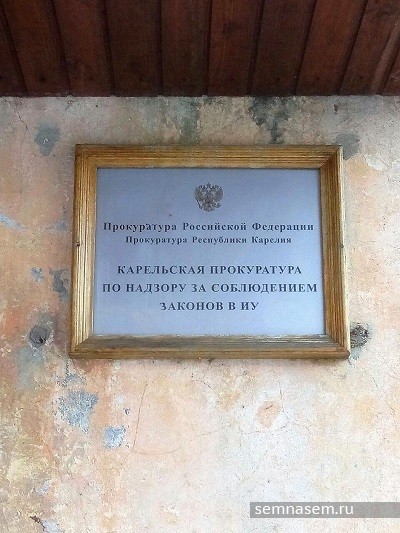 Прокуратура Российской Федерации
Прокуратура Республики Карелия
КАРЕЛЬСКАЯ ПРОКУРАТУРА
ПО НАДЗОРУ ЗА СОБЛЮДЕНИЕМ
ЗАКОНОВ В ИУ
semnasem.ru